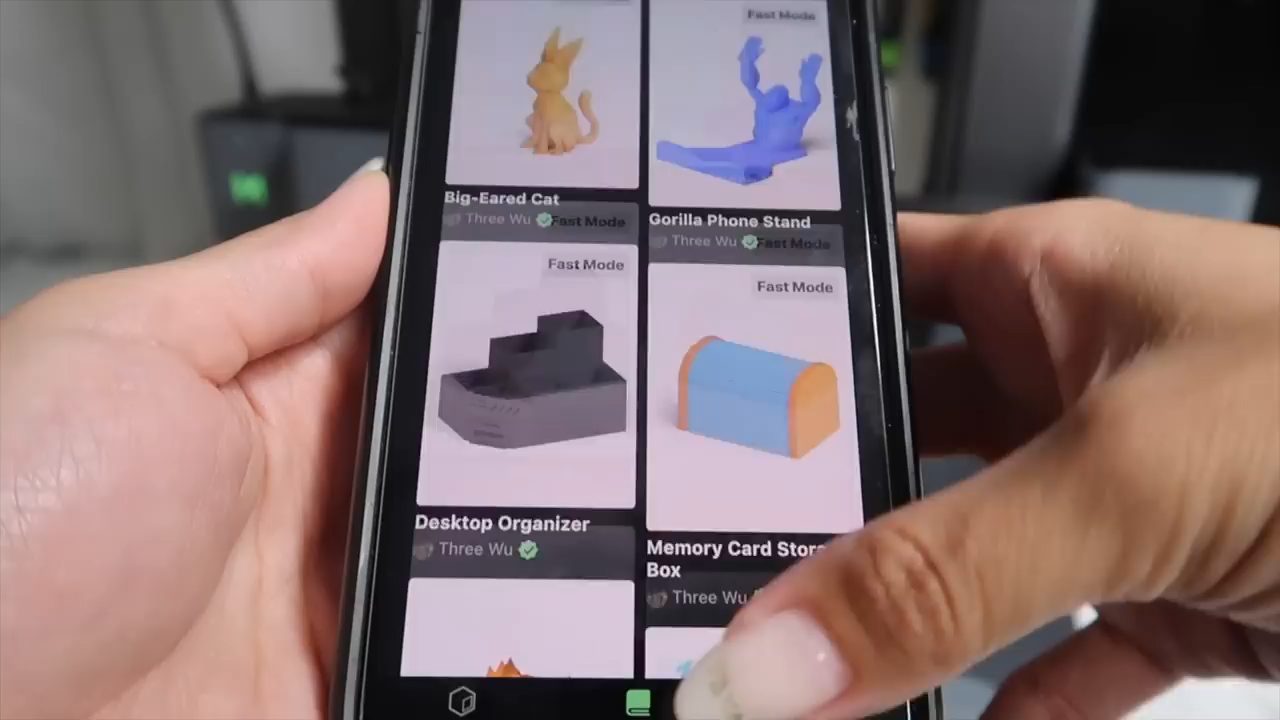 Fast Mode
Big-Eared Cat
Three Wu
Fast Mode
Gorilla Phone Stand
Three Wu
Fast Mode
Fast Mode
Fast Mode
Desktop Organizer
Three Wu
Memory Card
Box
Three Wu